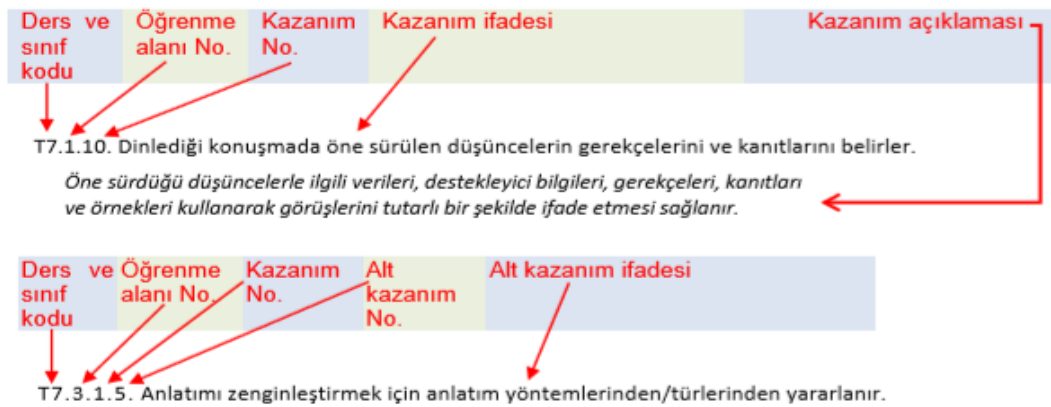 Ders ve sınıf kodu
Öğrenme alanı No.
Kazanım No.
Kazanım ifadesi
Kazanım açıklaması
T7.1.10. Dinlediği konuşmada öne sürülen düşüncelerin gerekçelerini ve kanıtlarını belirler.
Öne sürdüğü düşüncelerle ilgili verileri, destekleyici bilgileri, gerekçeleri, kanıtları
ve örnekleri kullanarak görüşlerini tutarlı bir şekilde ifade etmesi sağlanır.
Ders ve sınıf kodu
Öğrenme alanı No.
Kazanım No.
Alt kazanım No.
Alt kazanım ifadesi
T7.3.1.5. Anlatımı zenginleştirmek için anlatım yöntemlerinden/türlerinden yararlanır.